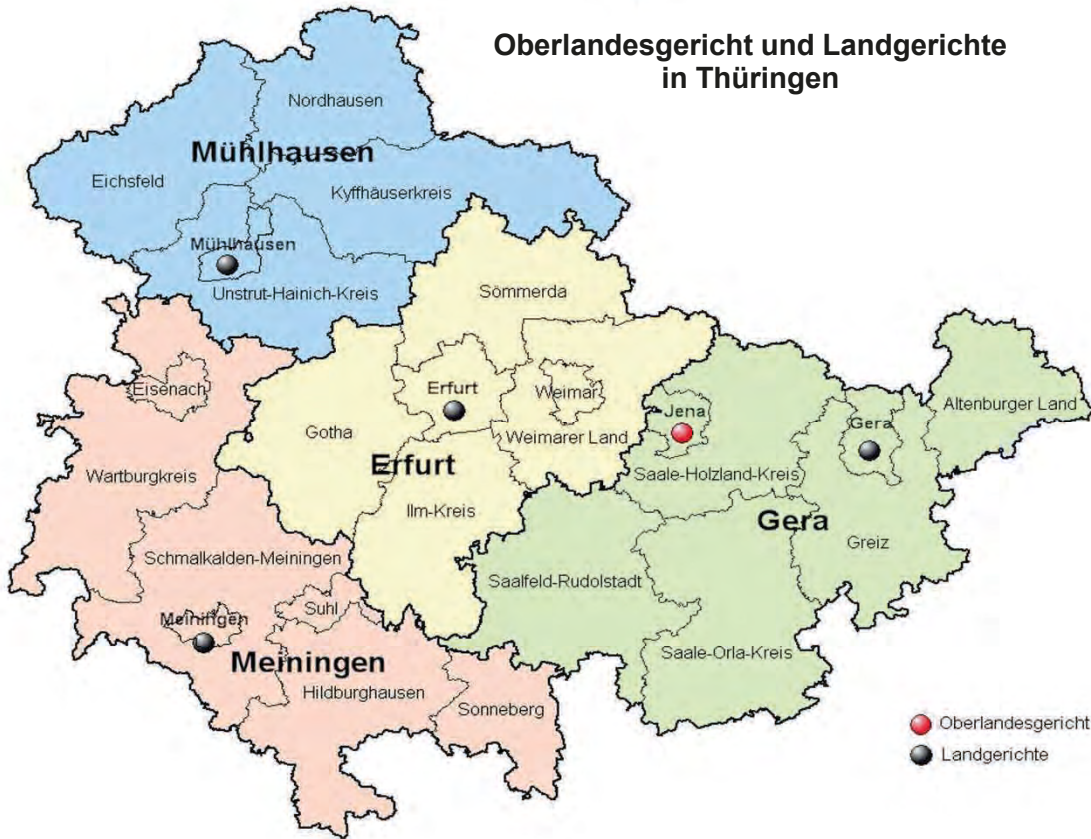 Oberlandesgericht und Landgerichte
in Thüringen
Nordhausen
Mühlhausen
Eichsfeld
Kyffhäuserkreis
Mühlhausen
Unstrut-Hainich-Kreis
Sömmerda
Eisenach
Erfurt
Weimar
Altenburger Land
Jena
Gera
Gotha
Weimarer Land
Erfurt
Wartburgkreis
Saale-Holzland-Kreis
Ilm-Kreis
Gera
Greiz
Schmalkalden-Meiningen
Saalfeld-Rudolstadt
Suhl
Meiningen
Saale-Orla-Kreis
Meiningen
Hildburghausen
Sonneberg
Oberlandesgericht
Landgerichte